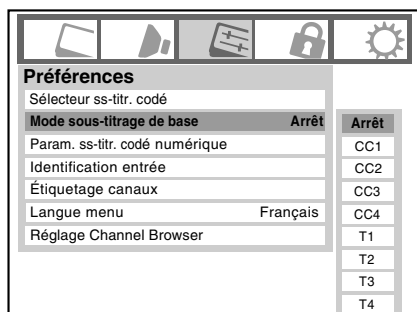 Préférences
Sélecteur ss-titr. codé
Mode sous-titrage de base Arrêt
Param. ss-titr. codé numérique
Identification entrée
Étiquetage canaux
Langue menu Français
Réglage Channel Browser
Arrêt
CC1
CC2
CC3
CC4
T1
T2
T3
T4